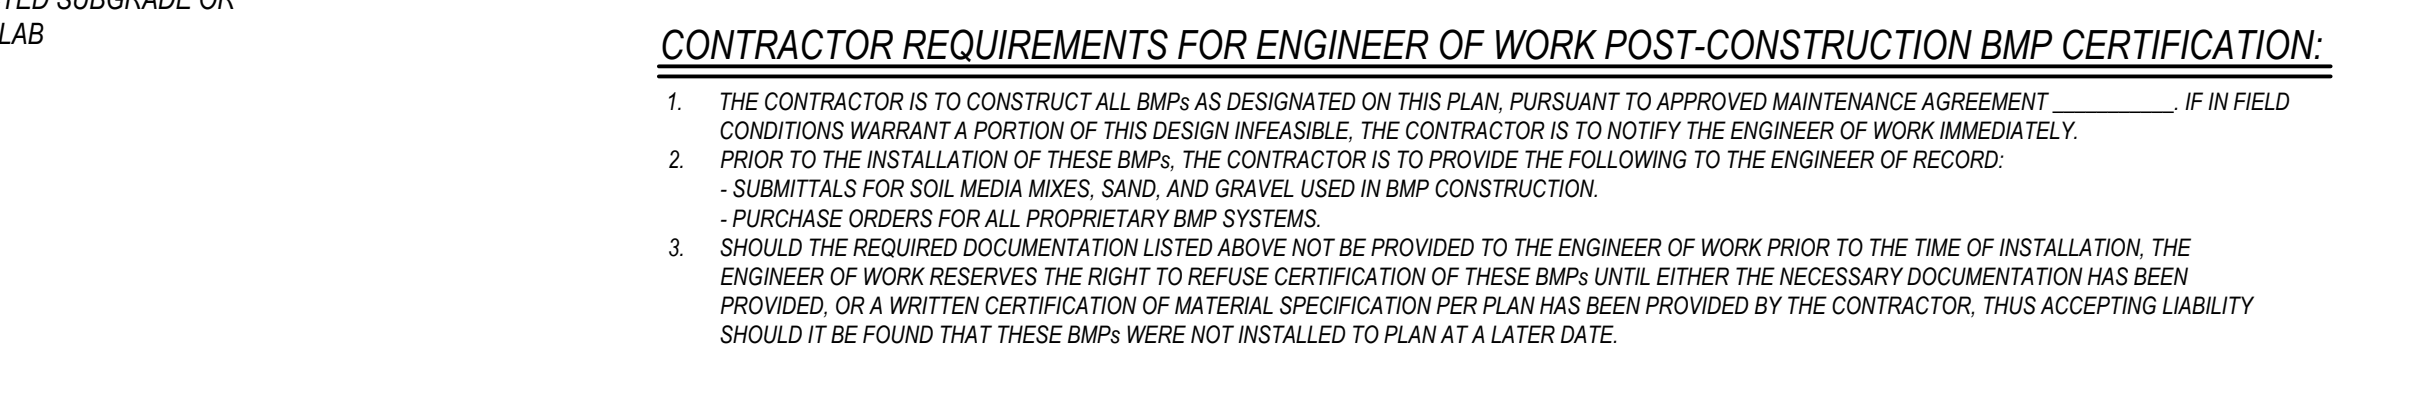 TED SUBGRADE OR
LAB
CONTRACTOR REQUIREMENTS FOR ENGINEER OF WORK POST-CONSTRUCTION BMP CERTIFICATION:
1. THE CONTRACTOR IS TO CONSTRUCT ALL BMPs AS DESIGNATED ON THIS PLAN, PURSUANT TO APPROVED MAINTENANCE AGREEMENT ___________. IF IN FIELD
CONDITIONS WARRANT A PORTION OF THIS DESIGN INFEASIBLE, THE CONTRACTOR IS TO NOTIFY THE ENGINEER OF WORK IMMEDIATELY.
2. PRIOR TO THE INSTALLATION OF THESE BMPs, THE CONTRACTOR IS TO PROVIDE THE FOLLOWING TO THE ENGINEER OF RECORD:
- SUBMITTALS FOR SOIL MEDIA MIXES, SAND, AND GRAVEL USED IN BMP CONSTRUCTION.
- PURCHASE ORDERS FOR ALL PROPRIETARY BMP SYSTEMS.
3. SHOULD THE REQUIRED DOCUMENTATION LISTED ABOVE NOT BE PROVIDED TO THE ENGINEER OF WORK PRIOR TO THE TIME OF INSTALLATION, THE
ENGINEER OF WORK RESERVES THE RIGHT TO REFUSE CERTIFICATION OF THESE BMPs UNTIL EITHER THE NECESSARY DOCUMENTATION HAS BEEN
PROVIDED, OR A WRITTEN CERTIFICATION OF MATERIAL SPECIFICATION PER PLAN HAS BEEN PROVIDED BY THE CONTRACTOR, THUS ACCEPTING LIABILITY
SHOULD IT BE FOUND THAT THESE BMPs WERE NOT INSTALLED TO PLAN AT A LATER DATE.